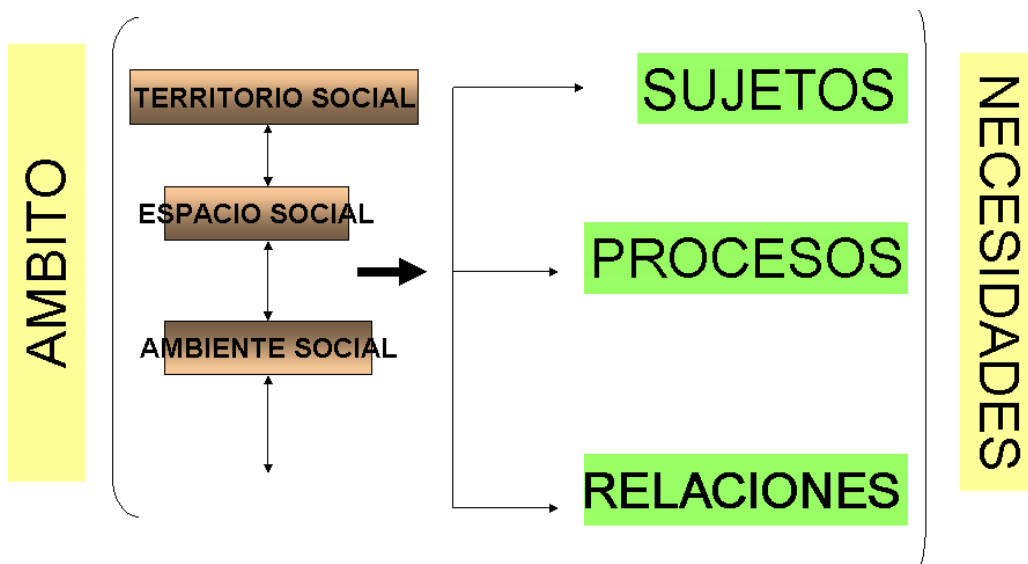 AMBITO
TERRITORIO SOCIAL
ESPACIO SOCIAL
AMBIENTE SOCIAL
SUJETOS
PROCESOS
RELACIONES
NECESIDADES